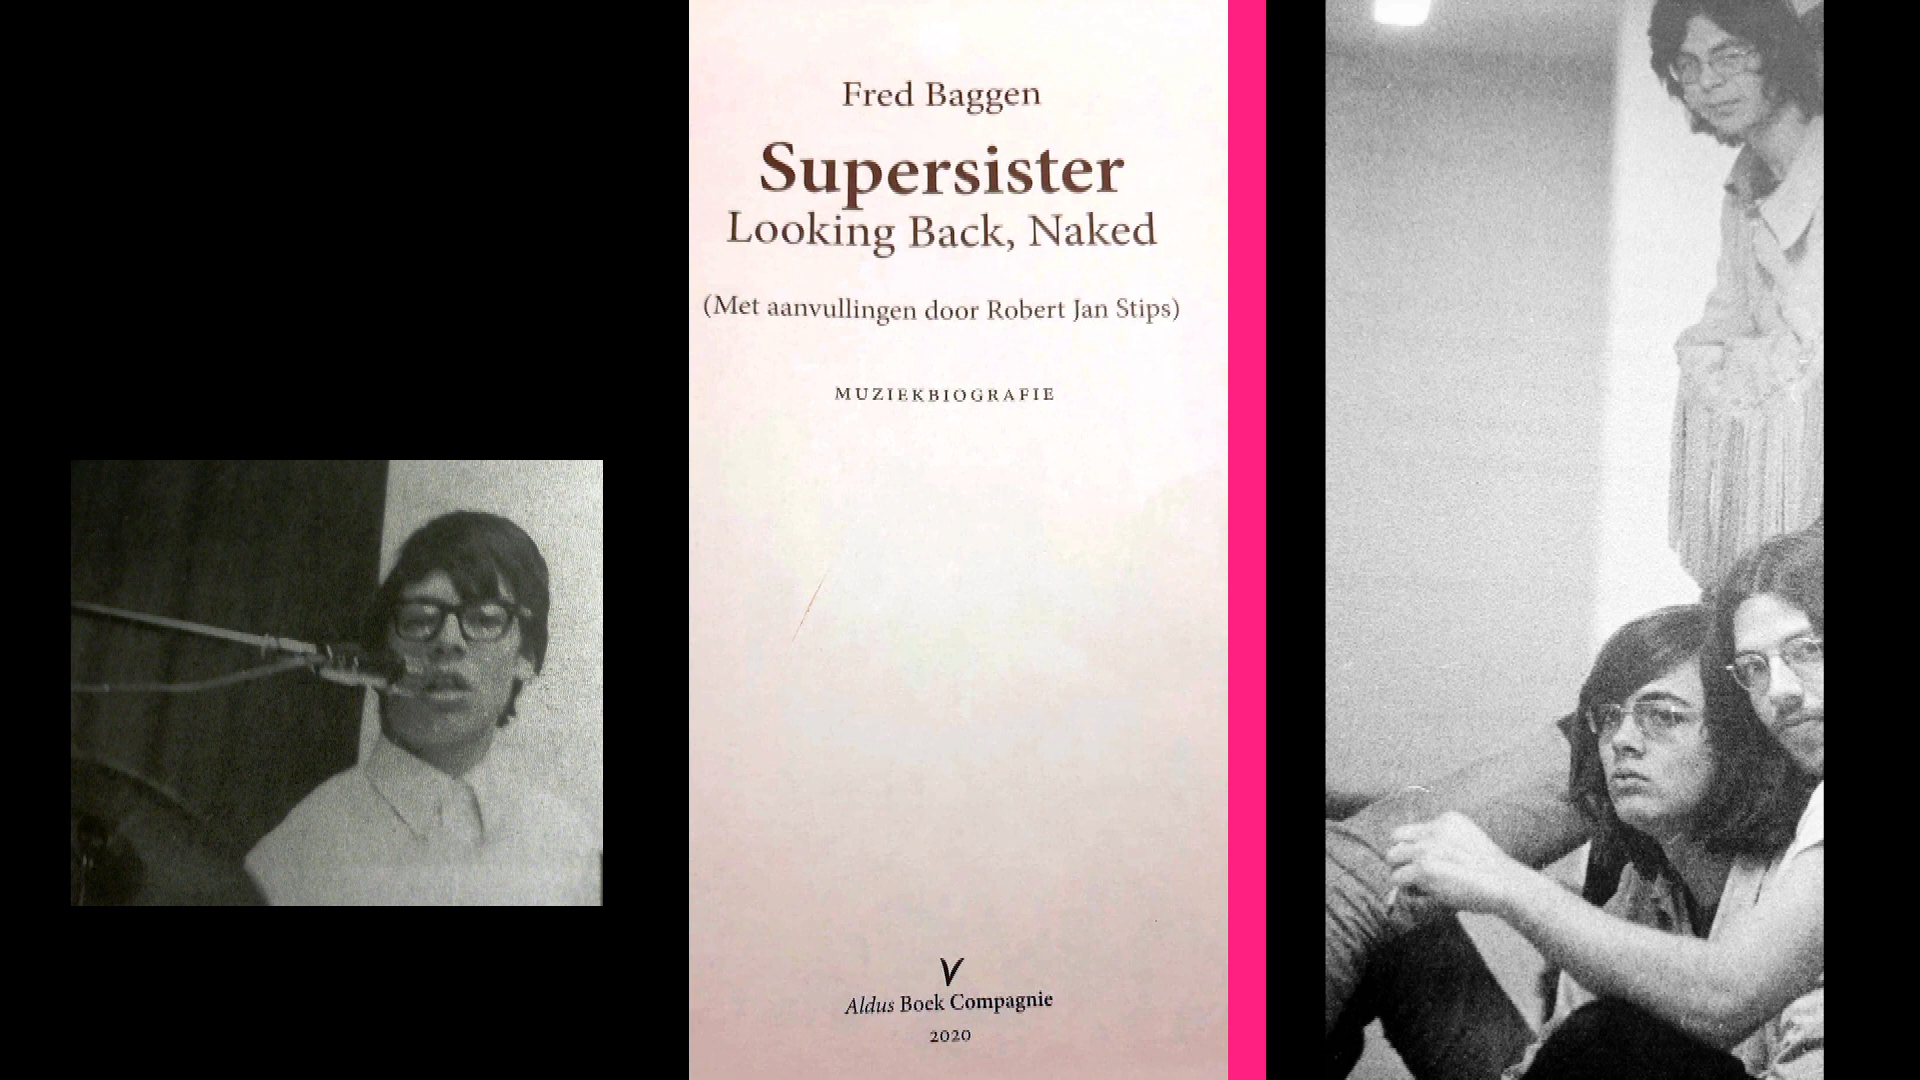 Fred Baggen
Supersister
Looking Back, Naked
(Met aanvullingen door Robert Jan Stips)
MUZIEKBIOGRAFIE
Aldus Boek Compagnie
2020